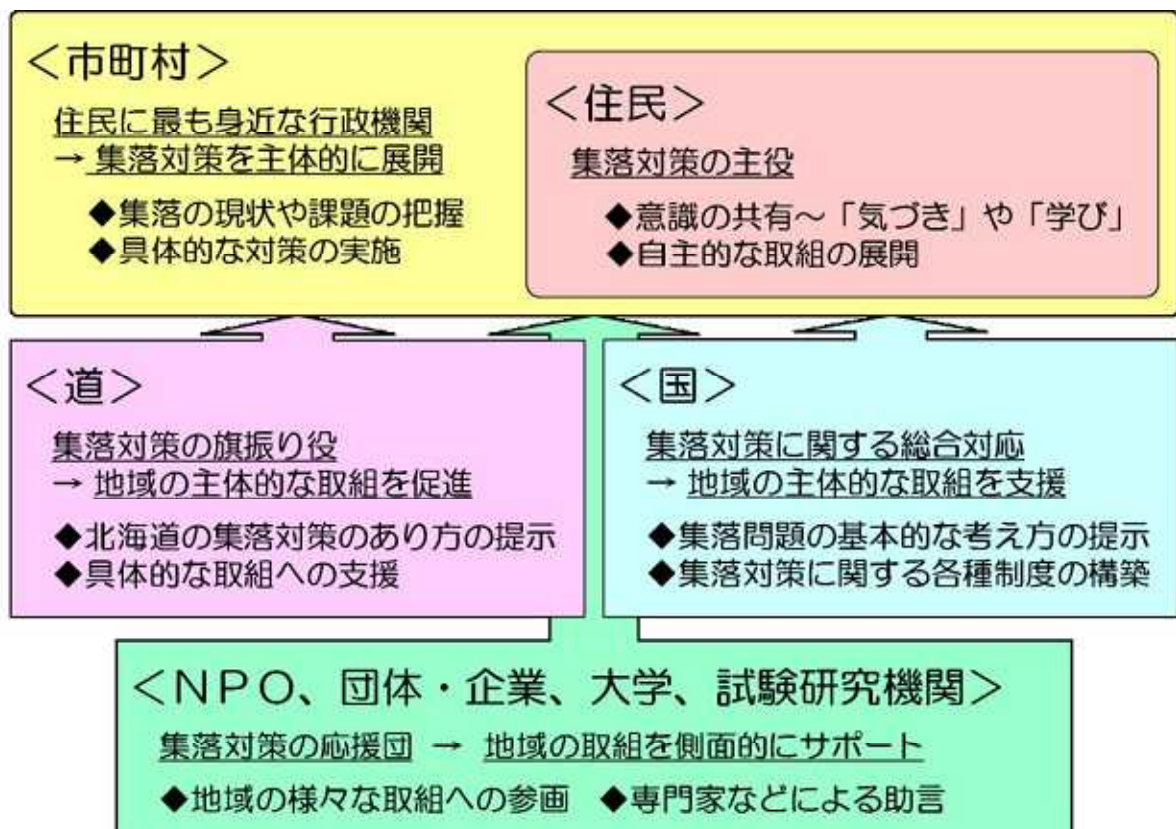 ＜市町村＞
住民に最も身近な行政機関
→ 集落対策を主体的に展開
◆集落の現状や課題の把握
◆具体的な対策の実施
＜住民＞
集落対策の主役
◆意識の共有～「気づき」や「学び」
◆自主的な取組の展開
＜道＞
集落対策の旗振り役
→ 地域の主体的な取組を促進
◆北海道の集落対策のあり方の提示
◆具体的な取組への支援
＜国＞
集落対策に関する総合対応
→ 地域の主体的な取組を支援
◆集落問題の基本的な考え方の提示
◆集落対策に関する各種制度の構築
＜ＮＰＯ、団体・企業、大学、試験研究機関＞
集落対策の応援団 → 地域の取組を側面的にサポート
◆地域の様々な取組への参画 ◆専門家などによる助言